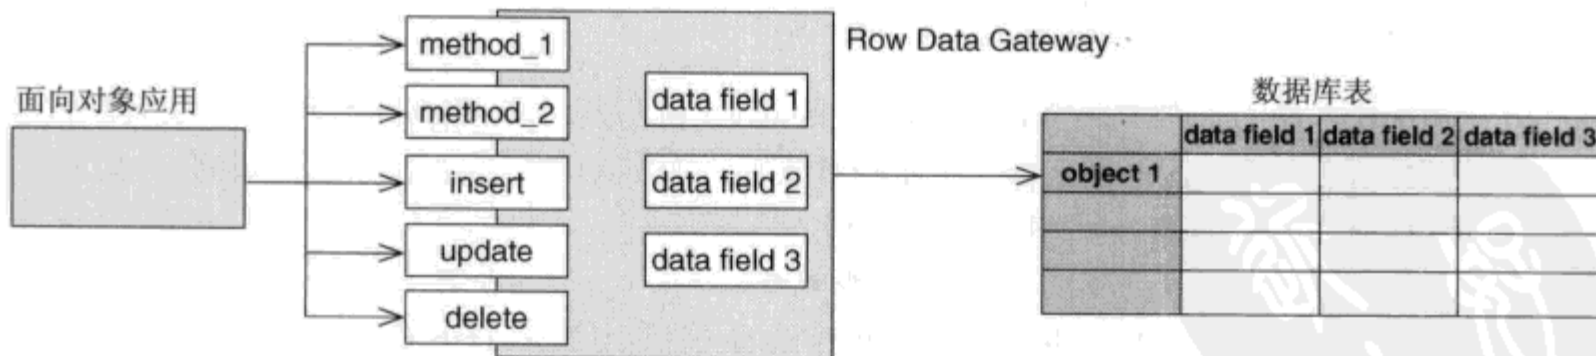 面向对象应用
method_1
method_2
insert
update
delete
data field 1
data field 2
data field 3
Row Data Gateway
数据库表
data field 1 data field 2 data field 3
object 1